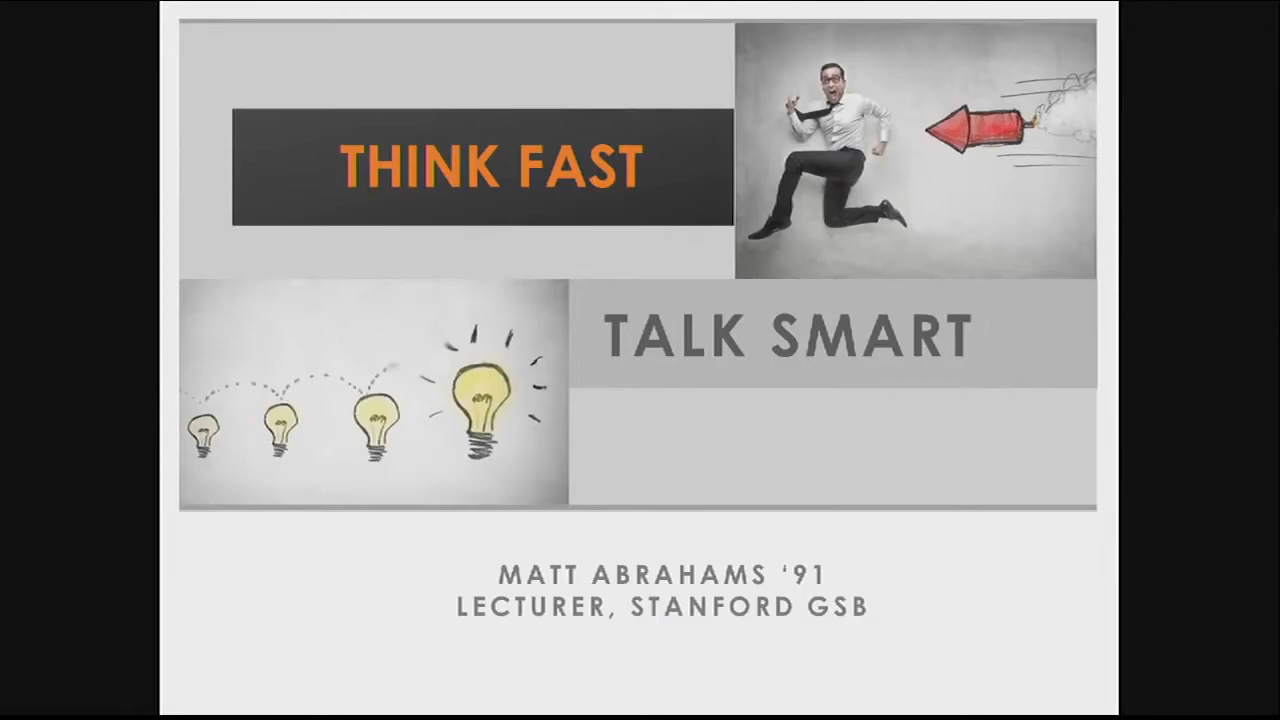 THINK FAST
TALK SMART
MATT ABRAHAMS ‘91
LECTURER, STANFORD GSB